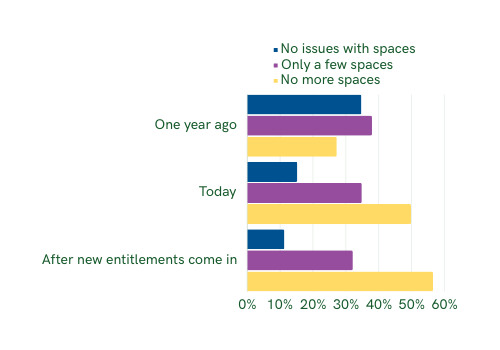 No issues with spaces
Only a few spaces
No more spaces
One year ago
Today
After new entitlements come in
0% 10% 20% 30% 40% 50% 60%